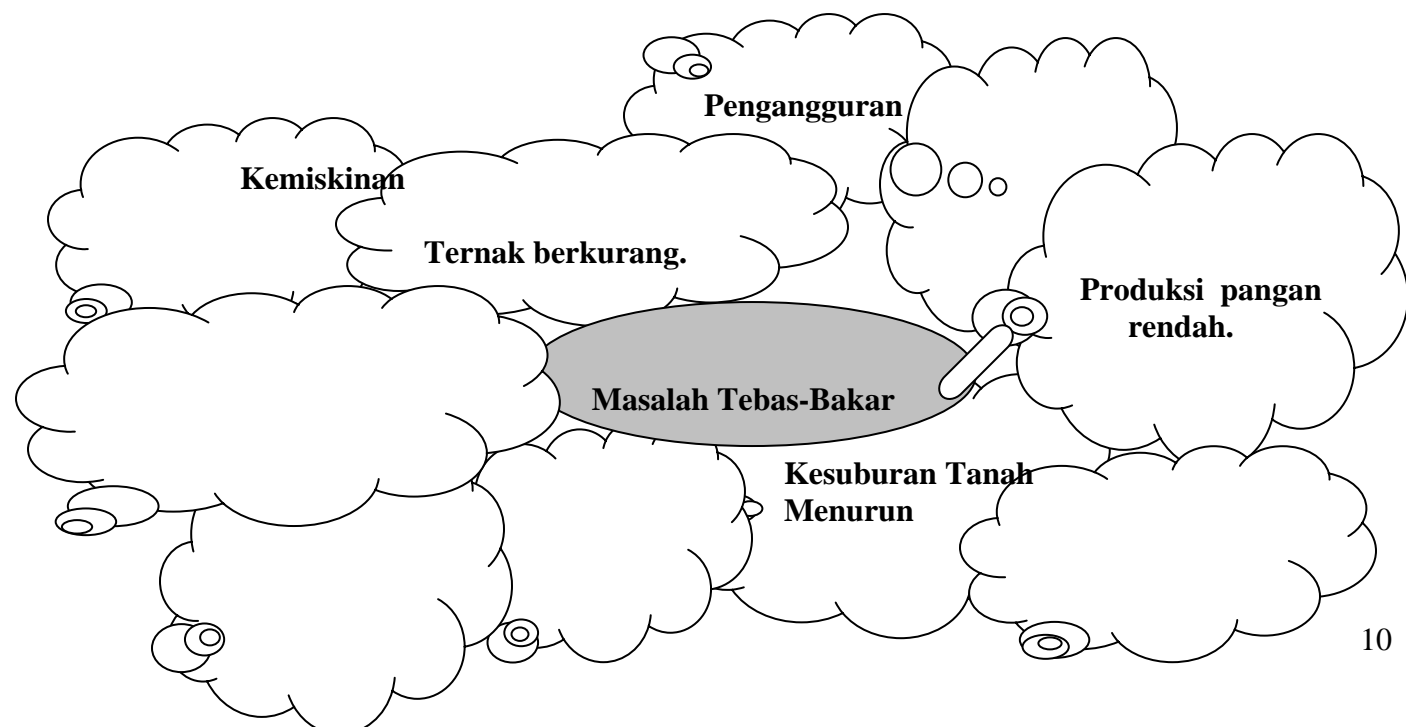 Pengangguran
Kemiskinan
Ternak berkurang.
Produksi pangan
rendah.
Masalah Tebas-Bakar
Kesuburan Tanah
Menurun
10